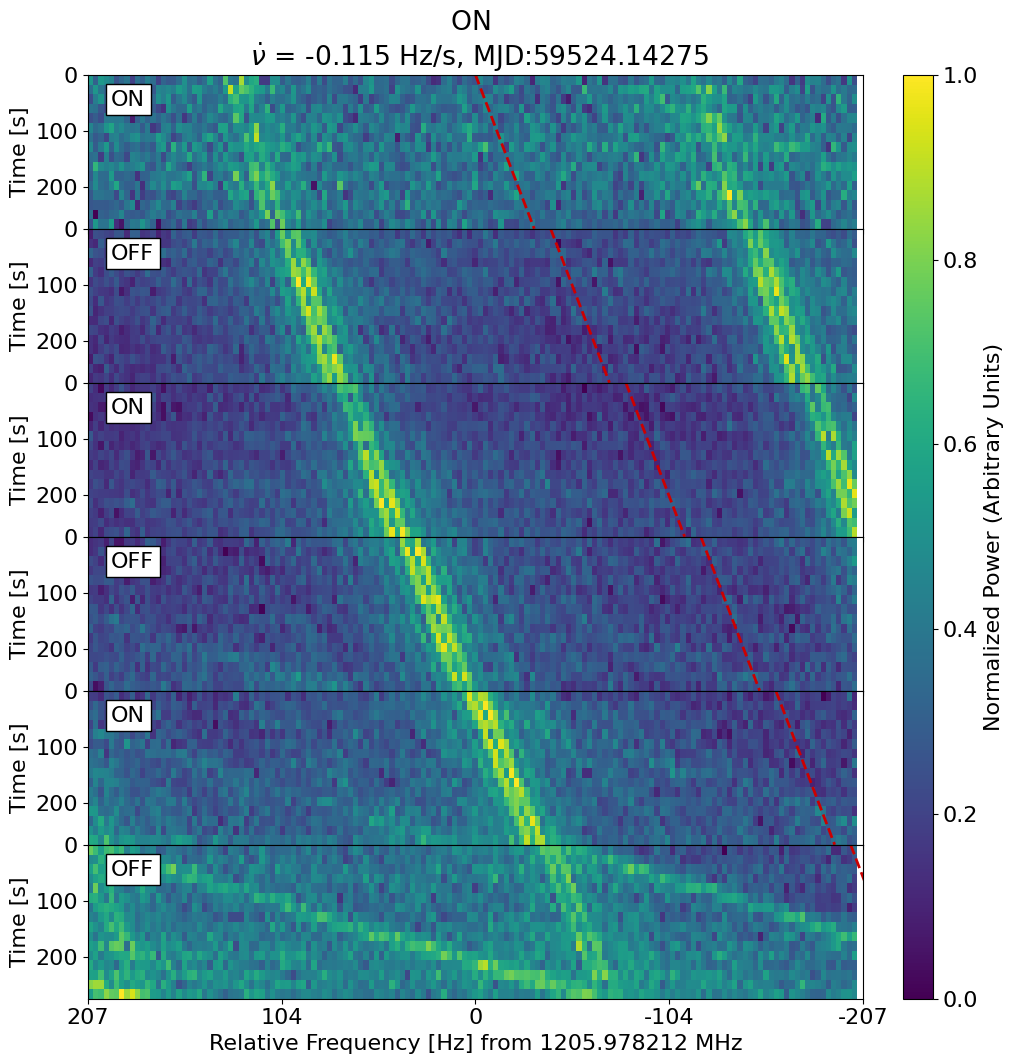 ON
ν̇ = -0.115 Hz/s, MJD:59524.14275
0
ON
Time [s]
100
200
0
OFF
Time [s]
100
200
0
ON
Time [s]
100
200
0
OFF
Time [s]
100
200
0
ON
Time [s]
100
200
0
OFF
Time [s]
100
200
207
104
0
-104
-207
Relative Frequency [Hz] from 1205.978212 MHz
1.0
0.8
0.6
0.4
0.2
0.0
Normalized Power (Arbitrary Units)